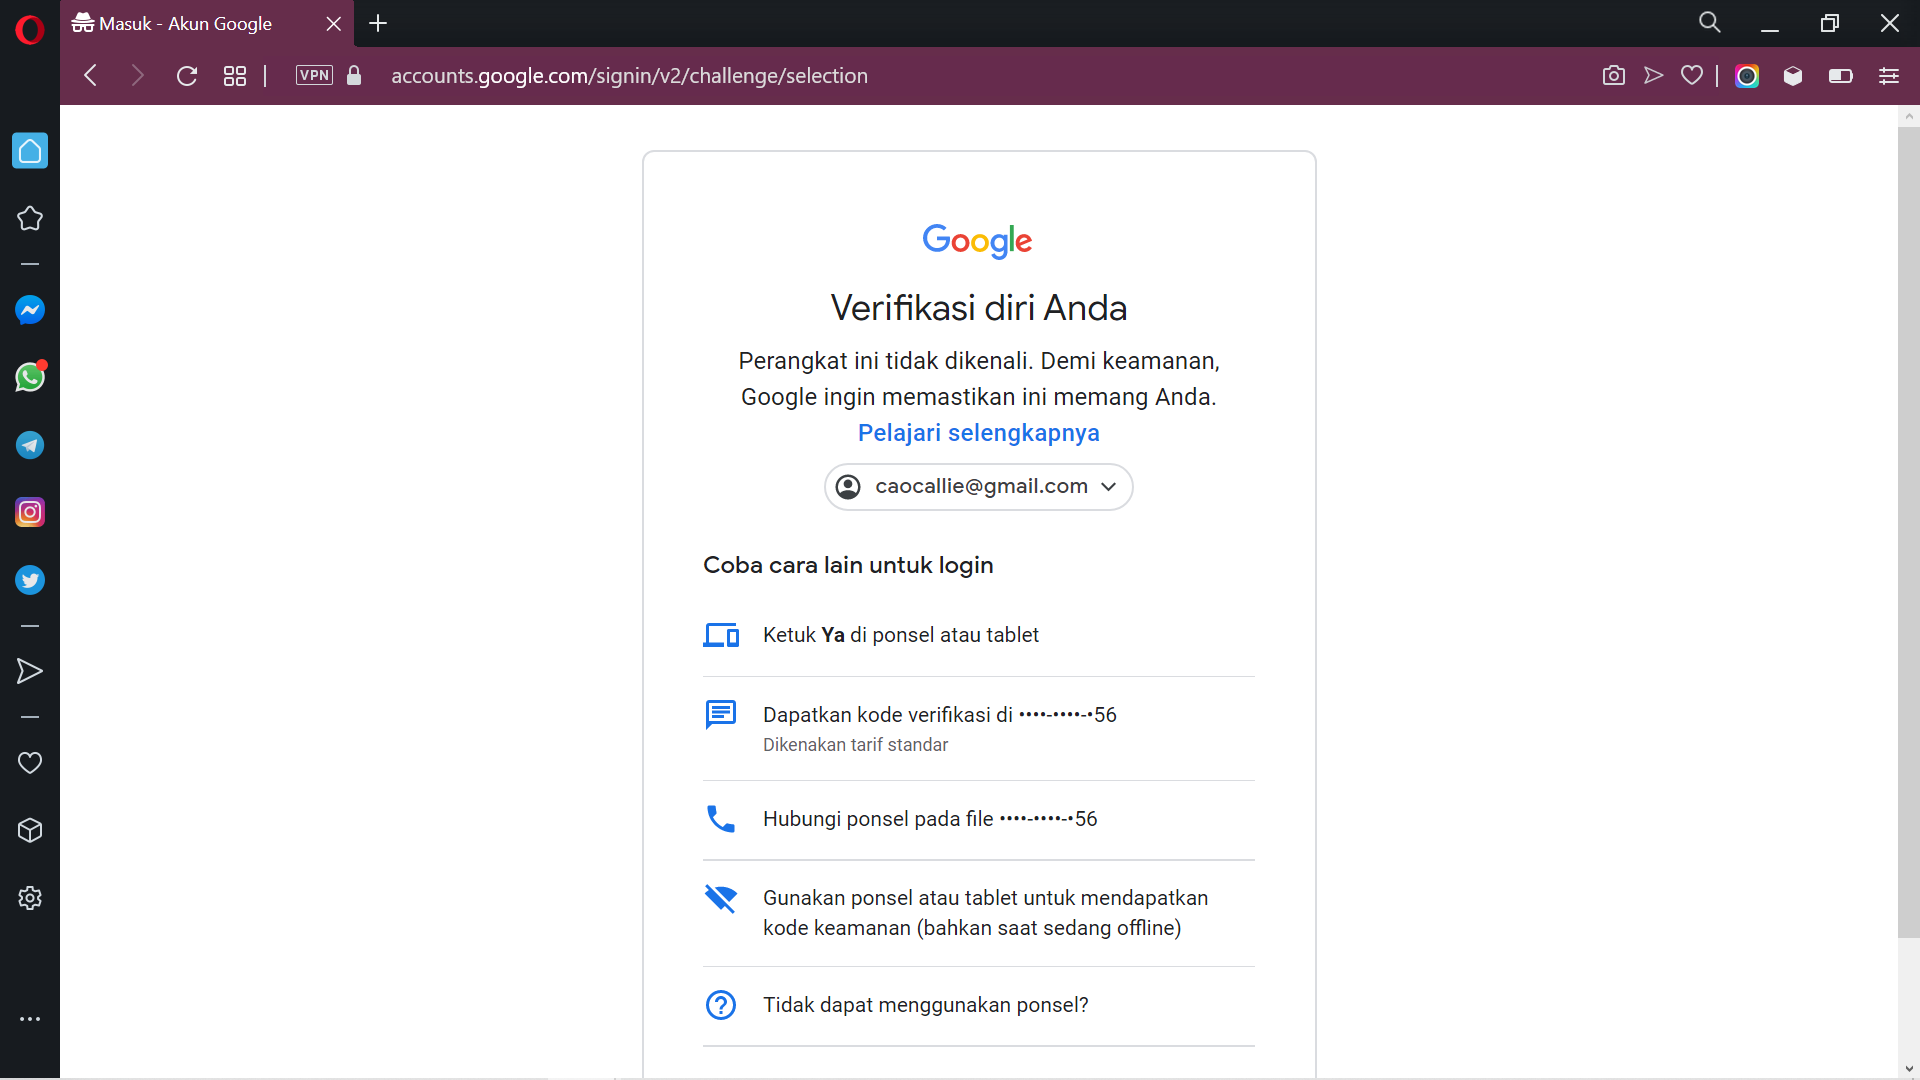 Masuk - Akun Google
VPN
accounts.google.com/signin/v2/challenge/selection
Google
Verifikasi diri Anda
Perangkat ini tidak dikenali. Demi keamanan,
Google ingin memastikan ini memang Anda.
Pelajari selengkapnya
caocallie@gmail.com
Coba cara lain untuk login
Ketuk Ya di ponsel atau tablet
Dapatkan kode verifikasi di ••••-••••-•56
Dikenakan tarif standar
Hubungi ponsel pada file ••••-••••-•56
Gunakan ponsel atau tablet untuk mendapatkan
kode keamanan (bahkan saat sedang offline)
Tidak dapat menggunakan ponsel?